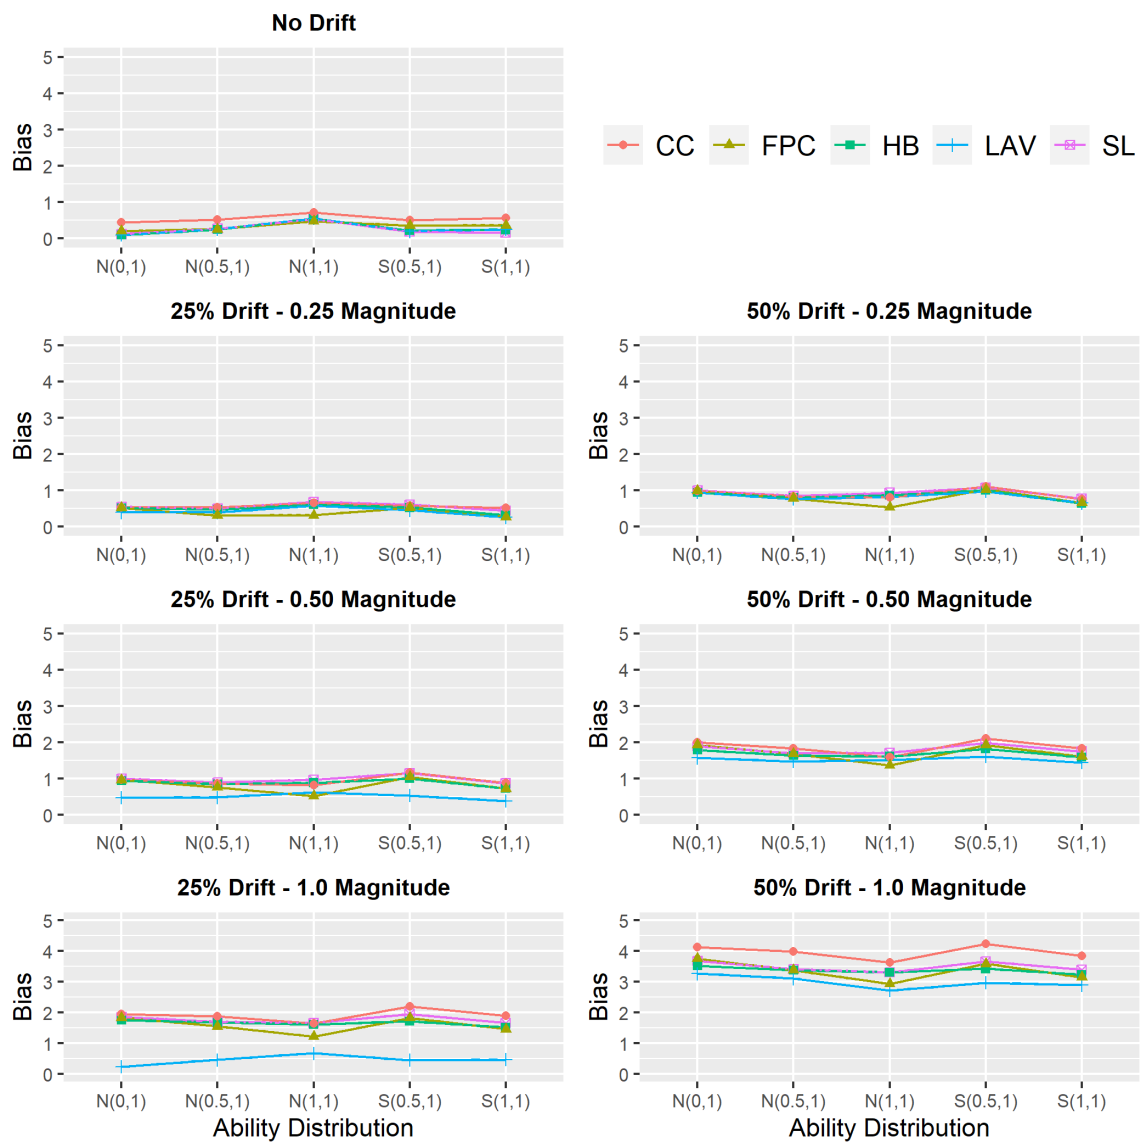 No Drift
Bias
5
4
3
2
1
0
N(0,1) N(0.5,1) N(1,1) S(0.5,1) S(1,1)
CC FPC HB LAV SL
25% Drift - 0.25 Magnitude
Bias
5
4
3
2
1
0
N(0,1) N(0.5,1) N(1,1) S(0.5,1) S(1,1)
50% Drift - 0.25 Magnitude
Bias
5
4
3
2
1
0
N(0,1) N(0.5,1) N(1,1) S(0.5,1) S(1,1)
25% Drift - 0.50 Magnitude
Bias
5
4
3
2
1
0
N(0,1) N(0.5,1) N(1,1) S(0.5,1) S(1,1)
50% Drift - 0.50 Magnitude
Bias
5
4
3
2
1
0
N(0,1) N(0.5,1) N(1,1) S(0.5,1) S(1,1)
25% Drift - 1.0 Magnitude
Bias
5
4
3
2
1
0
N(0,1) N(0.5,1) N(1,1) S(0.5,1) S(1,1)
Ability Distribution
50% Drift - 1.0 Magnitude
Bias
5
4
3
2
1
0
N(0,1) N(0.5,1) N(1,1) S(0.5,1) S(1,1)
Ability Distribution